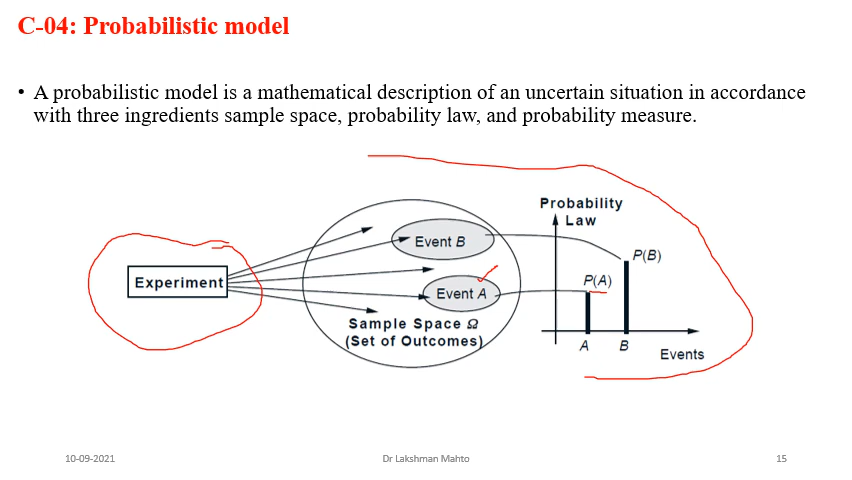 C-04: Probabilistic model
• A probabilistic model is a mathematical description of an uncertain situation in accordance
with three ingredients sample space, probability law, and probability measure.
Probability
Law
Event B
P(B)
Experiment
P(A)
Event A
Sample Space Ω
(Set of Outcomes)
A B
Events
10-09-2021 Dr Lakshman Mahto 15